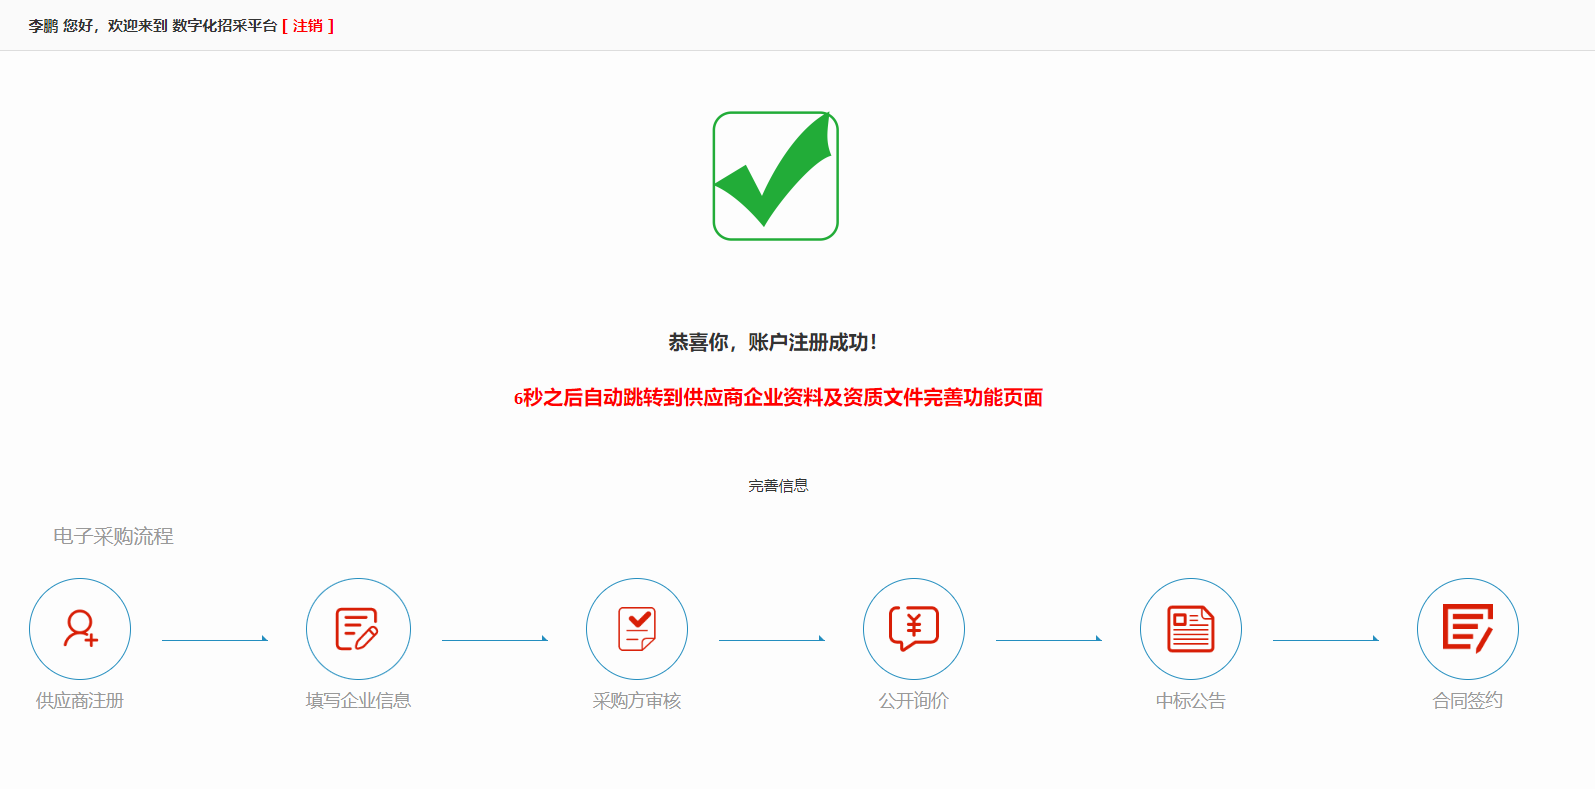 李鹏 您好，欢迎来到 数字化招采平台 [ 注销 ]
恭喜你，账户注册成功！
6秒之后自动跳转到供应商企业资料及资质文件完善功能页面
完善信息
电子采购流程
供应商注册 填写企业信息 采购方审核 公开询价 中标公告 合同签约